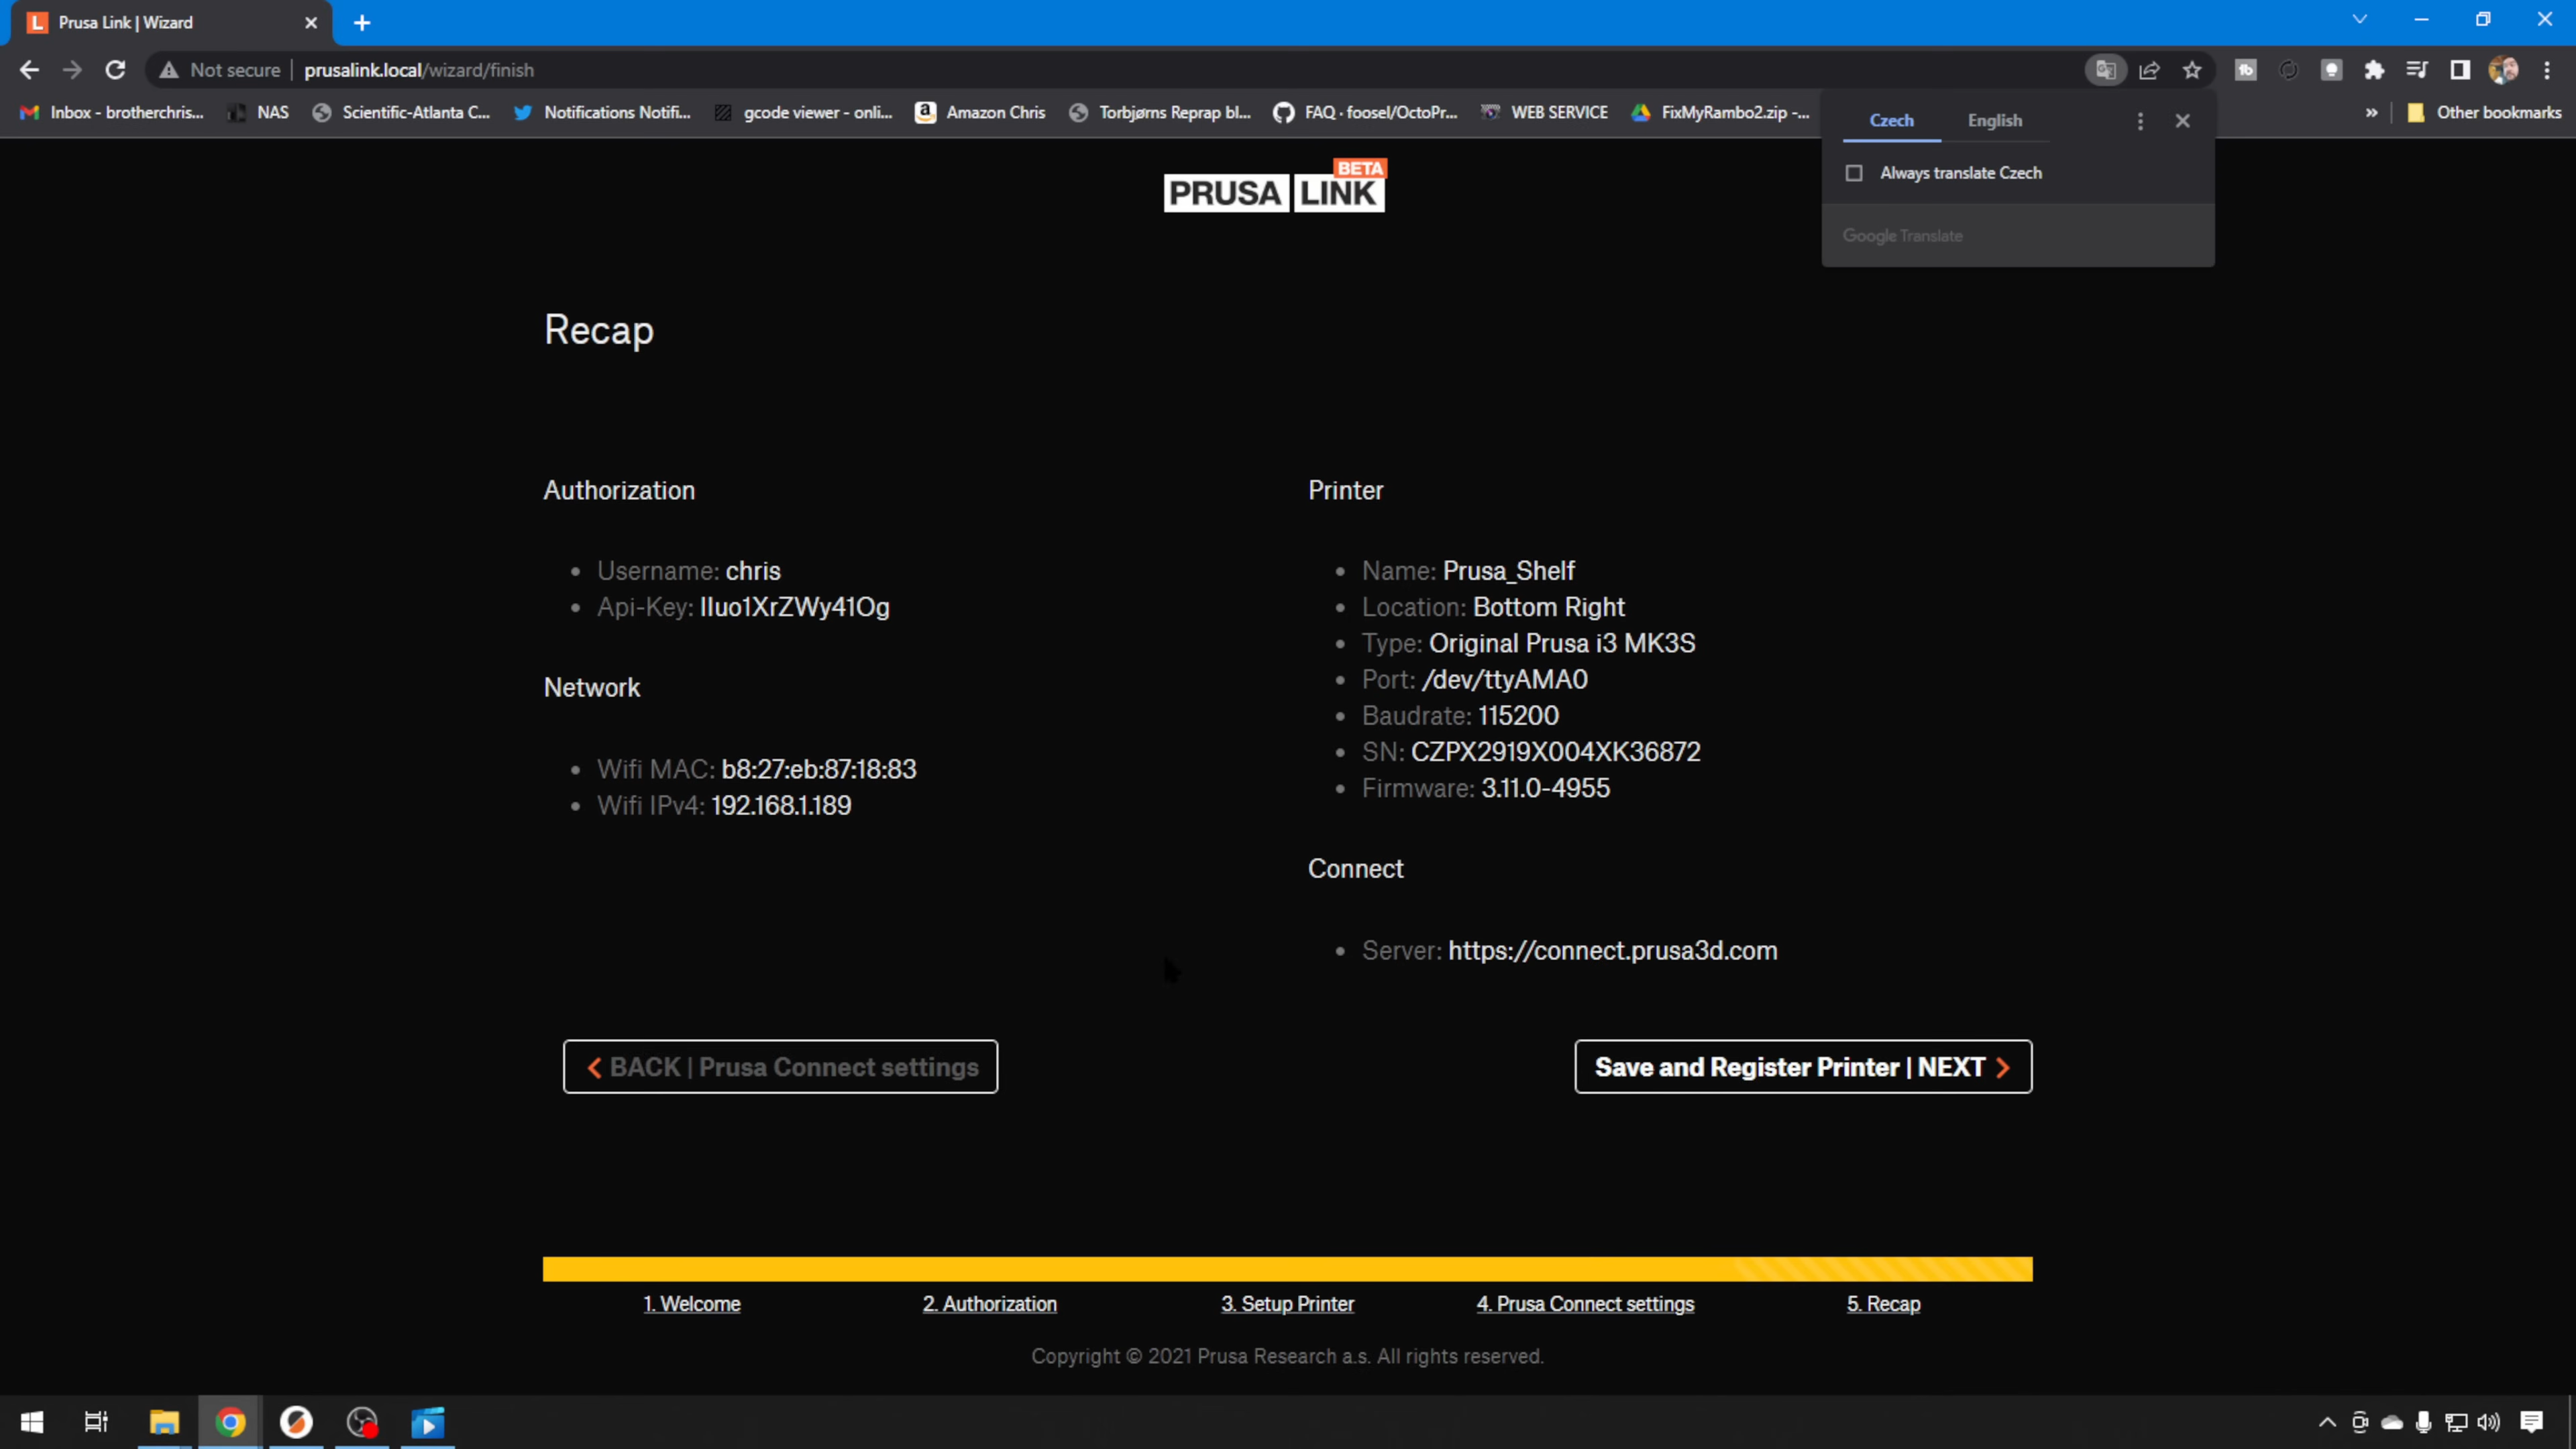 Prusa Link | Wizard
Not secure
prusalink.local/wizard/finish
Inbox - brotherchris...
NAS
Scientific-Atlanta C...
Notifications Notifi...
gcode viewer - onli...
Amazon Chris
Torbjørns Reprap bl...
FAQ · foosel/OctoPr...
WEB SERVICE
FixMyRambo2.zip -...
»
Other bookmarks
Czech
English
Always translate Czech
Google Translate
PRUSA LINK
BETA
Recap
Authorization
Username: chris
Api-Key: IIuo1XrZWy41Og
Network
Wifi MAC: b8:27:eb:87:18:83
Wifi IPv4: 192.168.1.189
Printer
Name: Prusa_Shelf
Location: Bottom Right
Type: Original Prusa i3 MK3S
Port: /dev/ttyAMA0
Baudrate: 115200
SN: CZPX2919X004XK36872
Firmware: 3.11.0-4955
Connect
Server: https://connect.prusa3d.com
BACK | Prusa Connect settings
Save and Register Printer | NEXT
1. Welcome
2. Authorization
3. Setup Printer
4. Prusa Connect settings
5. Recap
Copyright © 2021 Prusa Research a.s. All rights reserved.